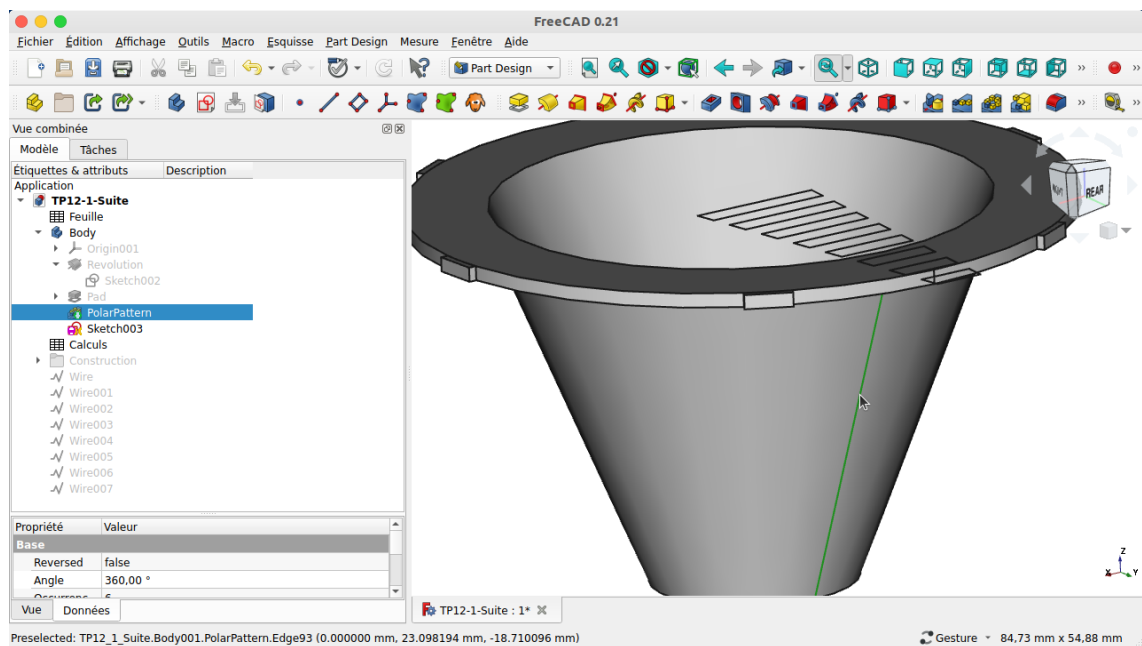 FreeCAD 0.21
Fichier Édition Affichage Outils Macro Esquisse Part Design Mesure Fenêtre Aide
Part Design
Vue combinée
Modèle Tâches
Étiquettes & attributs Description
Application
TP12-1-Suite
Feuille
Body
Origin001
Revolution
Sketch002
Pad
PolarPattern
Sketch003
Calculs
Construction
Wire
Wire001
Wire002
Wire003
Wire004
Wire005
Wire006
Wire007
REAR
Propriété Valeur
Base
Reversed false
Angle 360,00 °
Z
X Y
Vue Données
TP12-1-Suite : 1*
Preselected: TP12_1_Suite.Body001.PolarPattern.Edge93 (0.000000 mm, 23.098194 mm, -18.710096 mm)
Gesture 84,73 mm x 54,88 mm